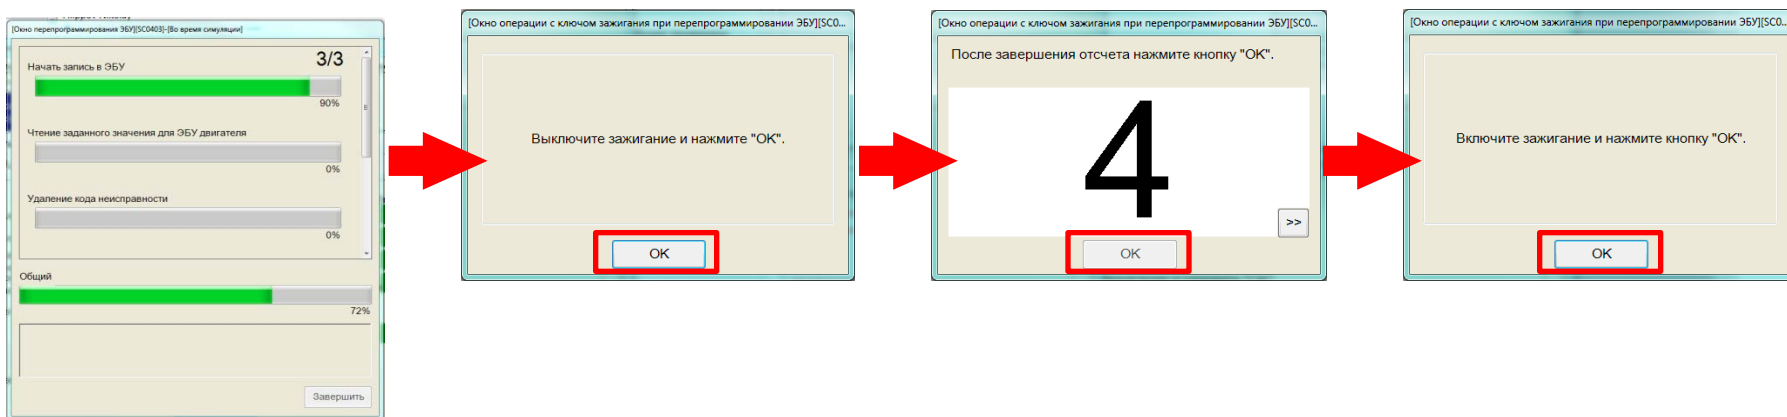 [Окно перепрограммирования ЭБУ][SC0403]-[Во время симуляции]
3/3
Начать запись в ЭБУ
90%
Чтение заданного значения для ЭБУ двигателя
0%
Удаление кода неисправности
0%
Общий
72%
Завершить
[Окно операции с ключом зажигания при перепрограммировании ЭБУ][SC0...
Выключите зажигание и нажмите "ОК".
OK
[Окно операции с ключом зажигания при перепрограммировании ЭБУ][SC0...
После завершения отсчета нажмите кнопку "ОК".
4
>>
OK
[Окно операции с ключом зажигания при перепрограммировании ЭБУ][SC0...
Включите зажигание и нажмите кнопку "ОК".
OK